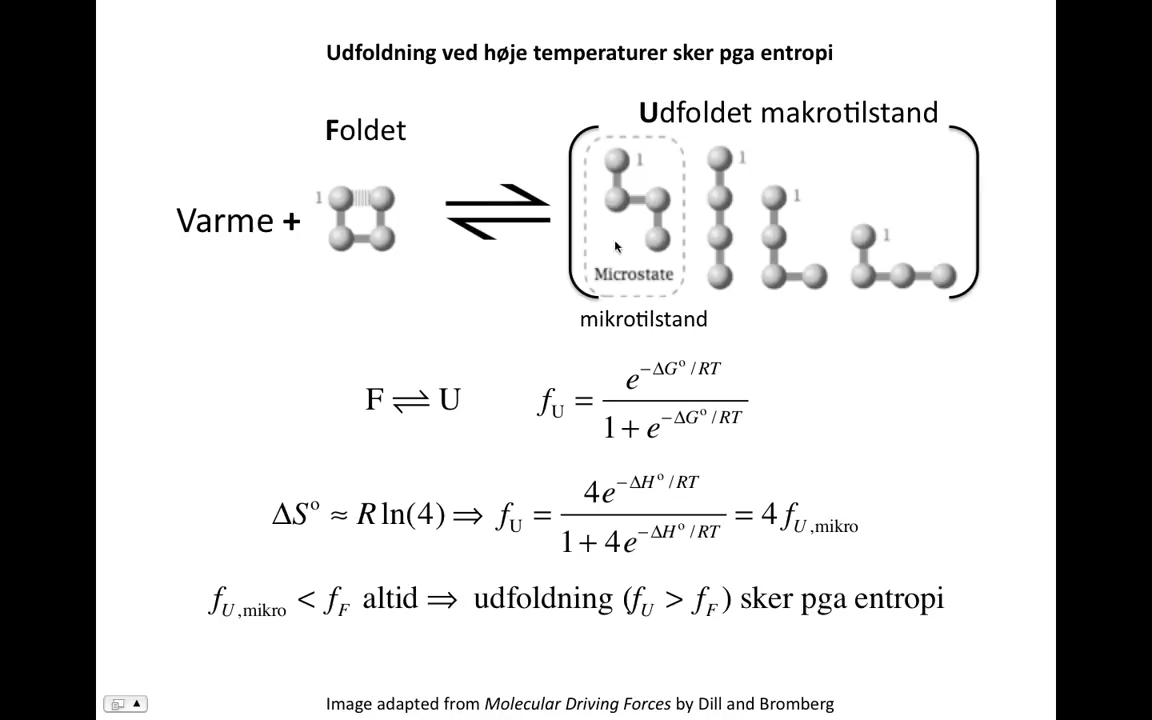 Udfoldning ved høje temperaturer sker pga entropi
Udfoldet makrotilstand
Foldet
1
1
1
1
1
Varme +
Microstate
mikrotilstand
F ⇌ U f_U = e^{−ΔG°/RT} / (1 + e^{−ΔG°/RT})
ΔS° ≈ R ln(4) ⇒ f_U = 4e^{−ΔH°/RT} / (1 + 4e^{−ΔH°/RT}) = 4f_{U,mikro}
f_{U,mikro} < f_F altid ⇒ udfoldning (f_U > f_F) sker pga entropi
Image adapted from Molecular Driving Forces by Dill and Bromberg